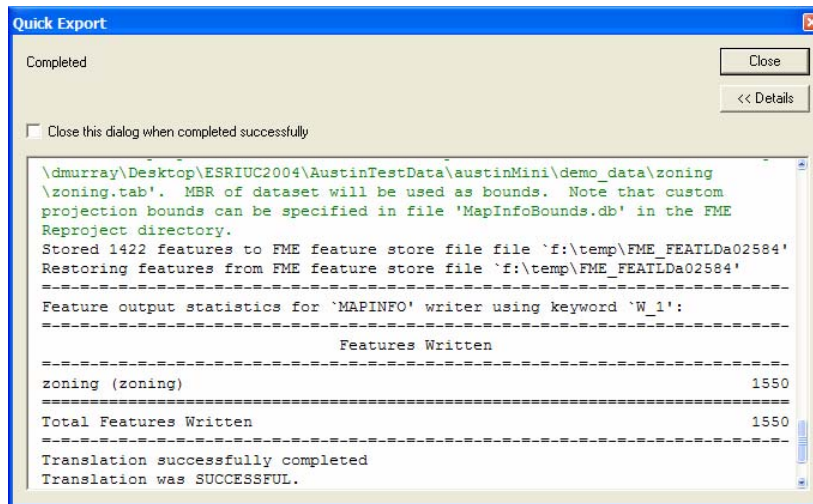 Quick Export
Completed
Close
<< Details
Close this dialog when completed successfully
\dmurray\Desktop\ESRIUC2004\AustinTestData\austinMini\demo_data\zoning
\zoning.tab'.  MBR of dataset will be used as bounds.  Note that custom
projection bounds can be specified in file 'MapInfoBounds.db' in the FME
Reproject directory.
Stored 1422 features to FME feature store file file `f:\temp\FME_FEATLDa02584'
Restoring features from FME feature store file `f:\temp\FME_FEATLDa02584'
=-=-=-=-=-=-=-=-=-=-=-=-=-=-=-=-=-=-=-=-=-=-=-=-=-=-=-=-=-=-=-=-=-=-=-=-=-=-
Feature output statistics for `MAPINFO' writer using keyword `W_1':
=-=-=-=-=-=-=-=-=-=-=-=-=-=-=-=-=-=-=-=-=-=-=-=-=-=-=-=-=-=-=-=-=-=-=-=-=-=-
Features Written
=-=-=-=-=-=-=-=-=-=-=-=-=-=-=-=-=-=-=-=-=-=-=-=-=-=-=-=-=-=-=-=-=-=-=-=-=-=-
zoning (zoning) 1550
==============================================================================
Total Features Written 1550
=-=-=-=-=-=-=-=-=-=-=-=-=-=-=-=-=-=-=-=-=-=-=-=-=-=-=-=-=-=-=-=-=-=-=-=-=-=-
Translation successfully completed
Translation was SUCCESSFUL.